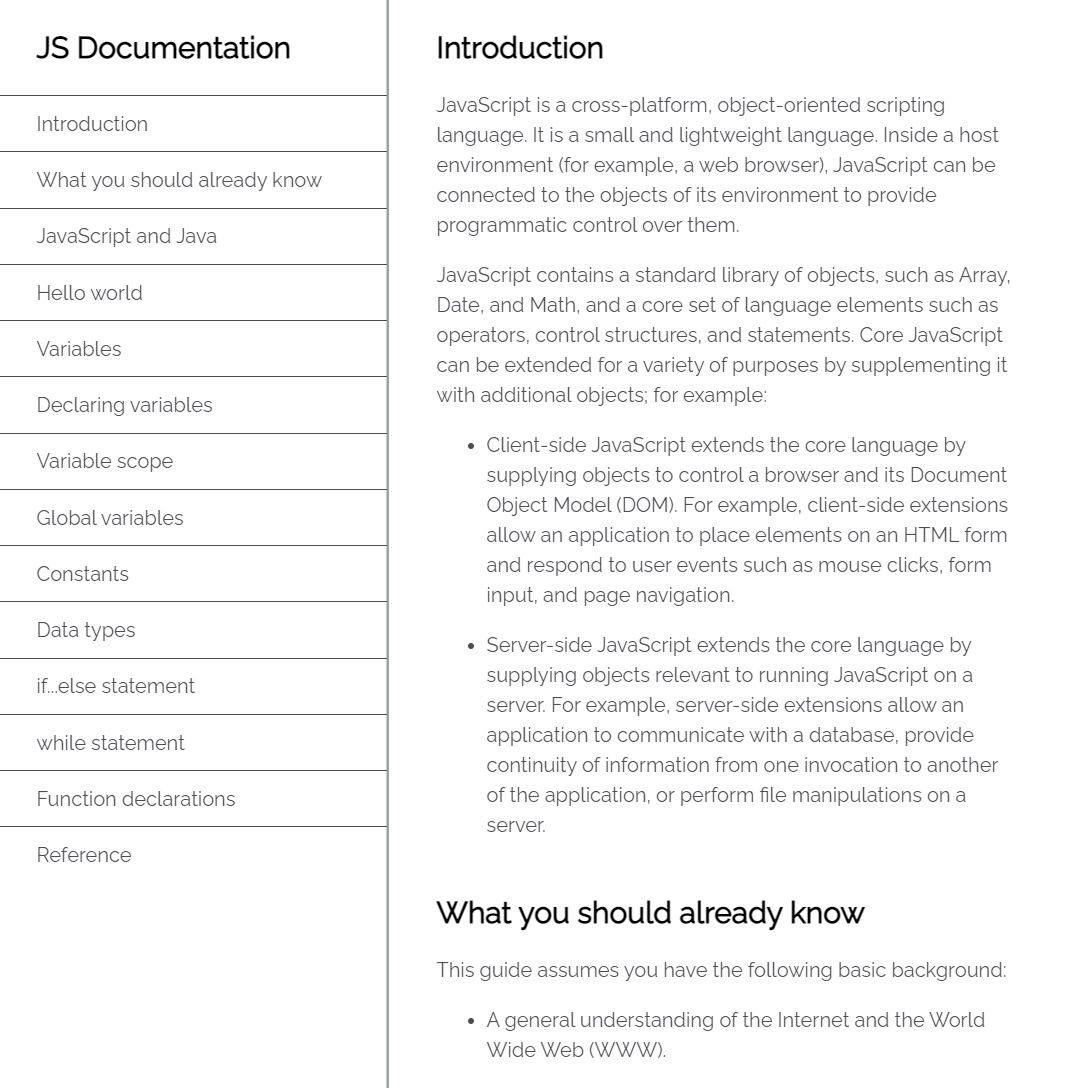 JS Documentation
Introduction
What you should already know
JavaScript and Java
Hello world
Variables
Declaring variables
Variable scope
Global variables
Constants
Data types
if...else statement
while statement
Function declarations
Reference
Introduction
JavaScript is a cross-platform, object-oriented scripting
language. It is a small and lightweight language. Inside a host
environment (for example, a web browser), JavaScript can be
connected to the objects of its environment to provide
programmatic control over them.
JavaScript contains a standard library of objects, such as Array,
Date, and Math, and a core set of language elements such as
operators, control structures, and statements. Core JavaScript
can be extended for a variety of purposes by supplementing it
with additional objects; for example:
• Client-side JavaScript extends the core language by
supplying objects to control a browser and its Document
Object Model (DOM). For example, client-side extensions
allow an application to place elements on an HTML form
and respond to user events such as mouse clicks, form
input, and page navigation.
• Server-side JavaScript extends the core language by
supplying objects relevant to running JavaScript on a
server. For example, server-side extensions allow an
application to communicate with a database, provide
continuity of information from one invocation to another
of the application, or perform file manipulations on a
server.
What you should already know
This guide assumes you have the following basic background:
• A general understanding of the Internet and the World
Wide Web (WWW).